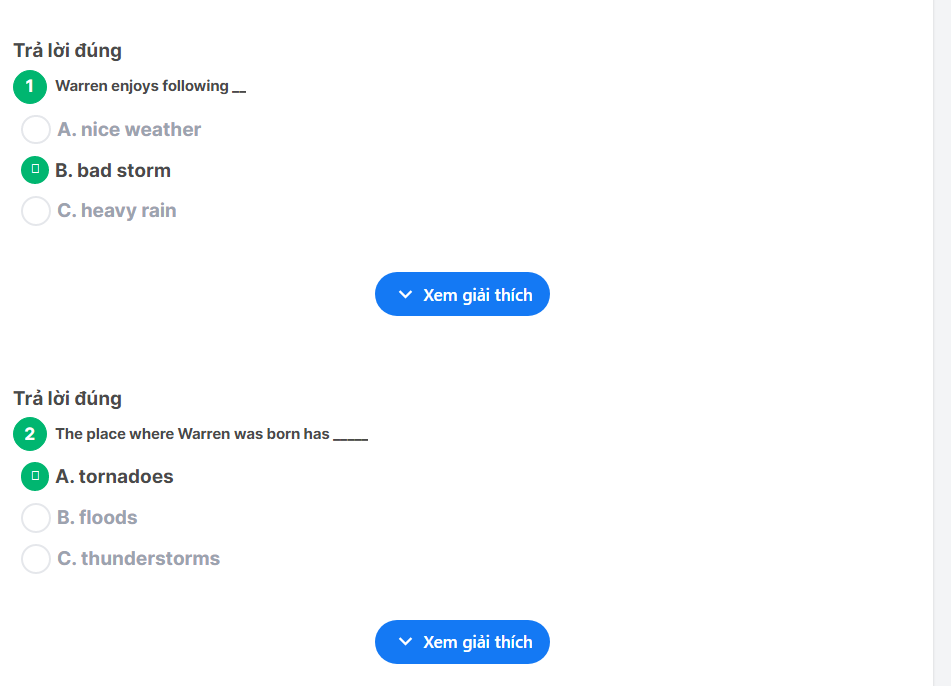 Trả lời đúng
1 Warren enjoys following __
A. nice weather
B. bad storm
C. heavy rain
Xem giải thích
Trả lời đúng
2 The place where Warren was born has _____
A. tornadoes
B. floods
C. thunderstorms
Xem giải thích